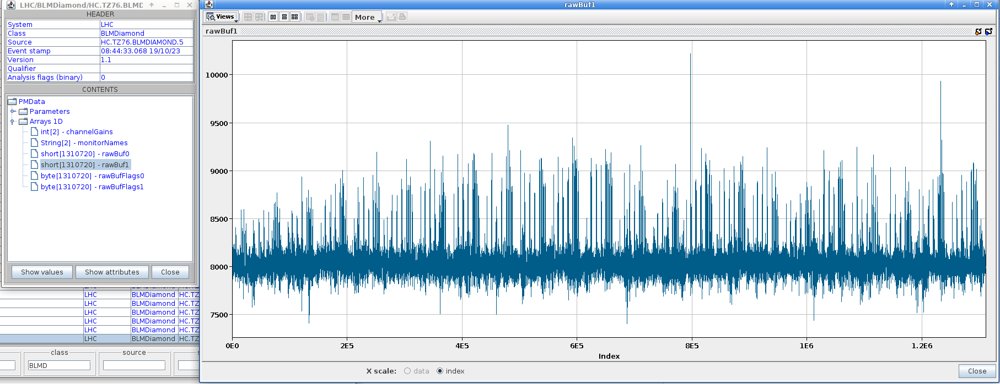 LHC/BLMDiamond/HC.TZ76.BLMD
HEADER
System LHC
Class BLMDiamond
Source HC.TZ76.BLMDIAMOND.5
Event stamp 08:44:33.068 19/10/23
Version 1.1
Qualifier
Analysis flags (binary) 0
CONTENTS
PMData
Parameters
Arrays 1D
int[2] - channelGains
String[2] - monitorNames
short[1310720] - rawBuf0
short[1310720] - rawBuf1
byte[1310720] - rawBufFlags0
byte[1310720] - rawBufFlags1
Show values Show attributes Close
LHC BLMDiamond HC.TZ
LHC BLMDiamond HC.TZ
LHC BLMDiamond HC.TZ
LHC BLMDiamond HC.TZ
LHC BLMDiamond HC.TZ
LHC BLMDiamond HC.TZ
class source
BLMD
rawBuf1
Views More
rawBuf1
10000
9500
9000
8500
8000
7500
0E0 2E5 4E5 6E5 8E5 1E6 1.2E6
Index
X scale: data index
Close